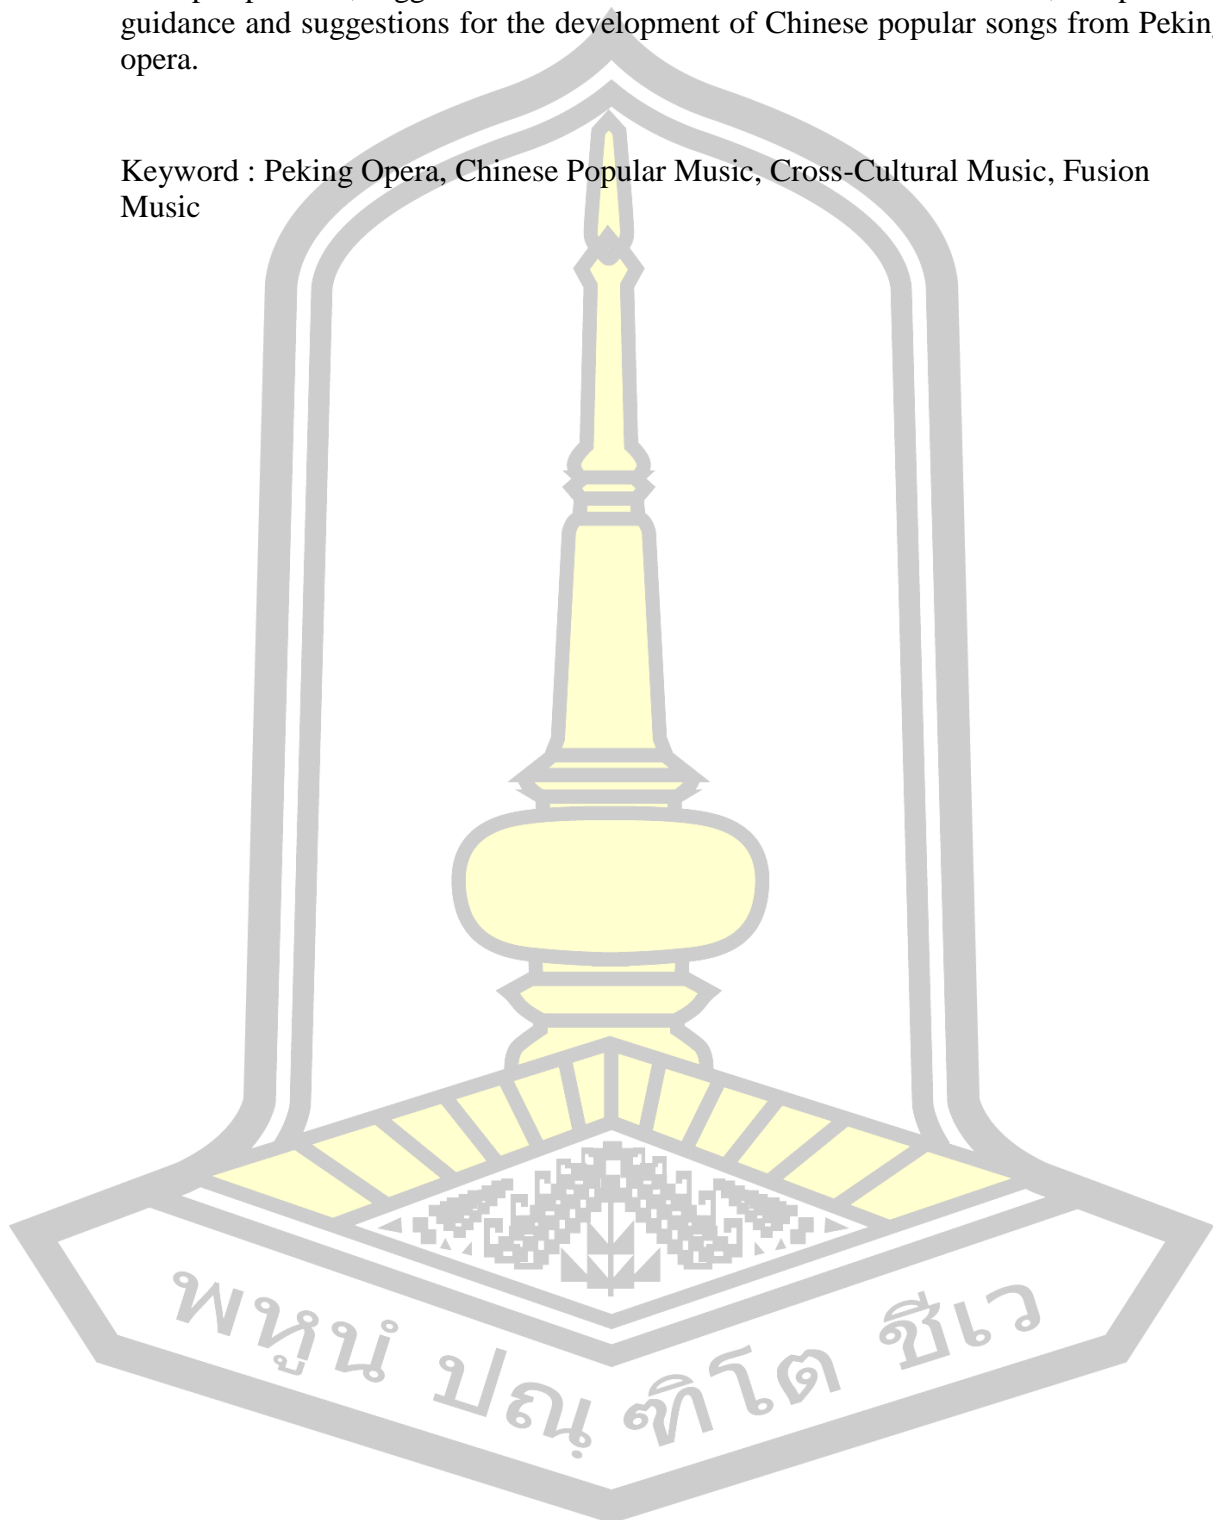 guidance and suggestions for the development of Chinese popular songs from Pekin
opera.
Keyword : Peking Opera, Chinese Popular Music, Cross-Cultural Music, Fusion
Music
พหูนํ ปณฺฑิโต ชีเว